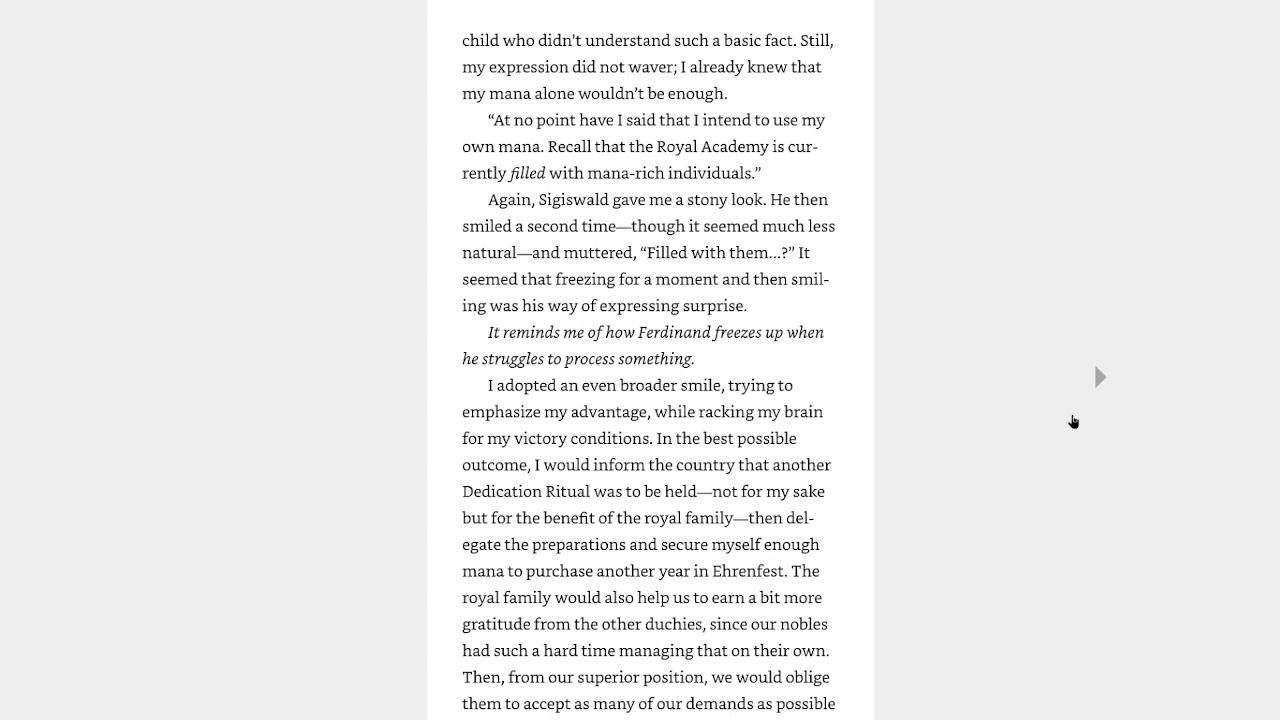 child who didn’t understand such a basic fact. Still,
my expression did not waver; I already knew that
my mana alone wouldn’t be enough.
“At no point have I said that I intend to use my
own mana. Recall that the Royal Academy is cur-
rently filled with mana-rich individuals.”
Again, Sigiswald gave me a stony look. He then
smiled a second time—though it seemed much less
natural—and muttered, “Filled with them...?” It
seemed that freezing for a moment and then smil-
ing was his way of expressing surprise.
It reminds me of how Ferdinand freezes up when
he struggles to process something.
I adopted an even broader smile, trying to
emphasize my advantage, while racking my brain
for my victory conditions. In the best possible
outcome, I would inform the country that another
Dedication Ritual was to be held—not for my sake
but for the benefit of the royal family—then del-
egate the preparations and secure myself enough
mana to purchase another year in Ehrenfest. The
royal family would also help us to earn a bit more
gratitude from the other duchies, since our nobles
had such a hard time managing that on their own.
Then, from our superior position, we would oblige
them to accept as many of our demands as possible